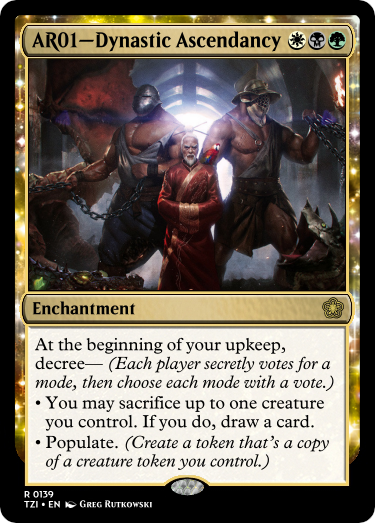 AR01—Dynastic Ascendancy
Enchantment
At the beginning of your upkeep,
decree— (Each player secretly votes for a
mode, then choose each mode with a vote.)
• You may sacrifice up to one creature
you control. If you do, draw a card.
• Populate. (Create a token that's a copy
of a creature token you control.)
R 0139
TZI • EN Greg Rutkowski